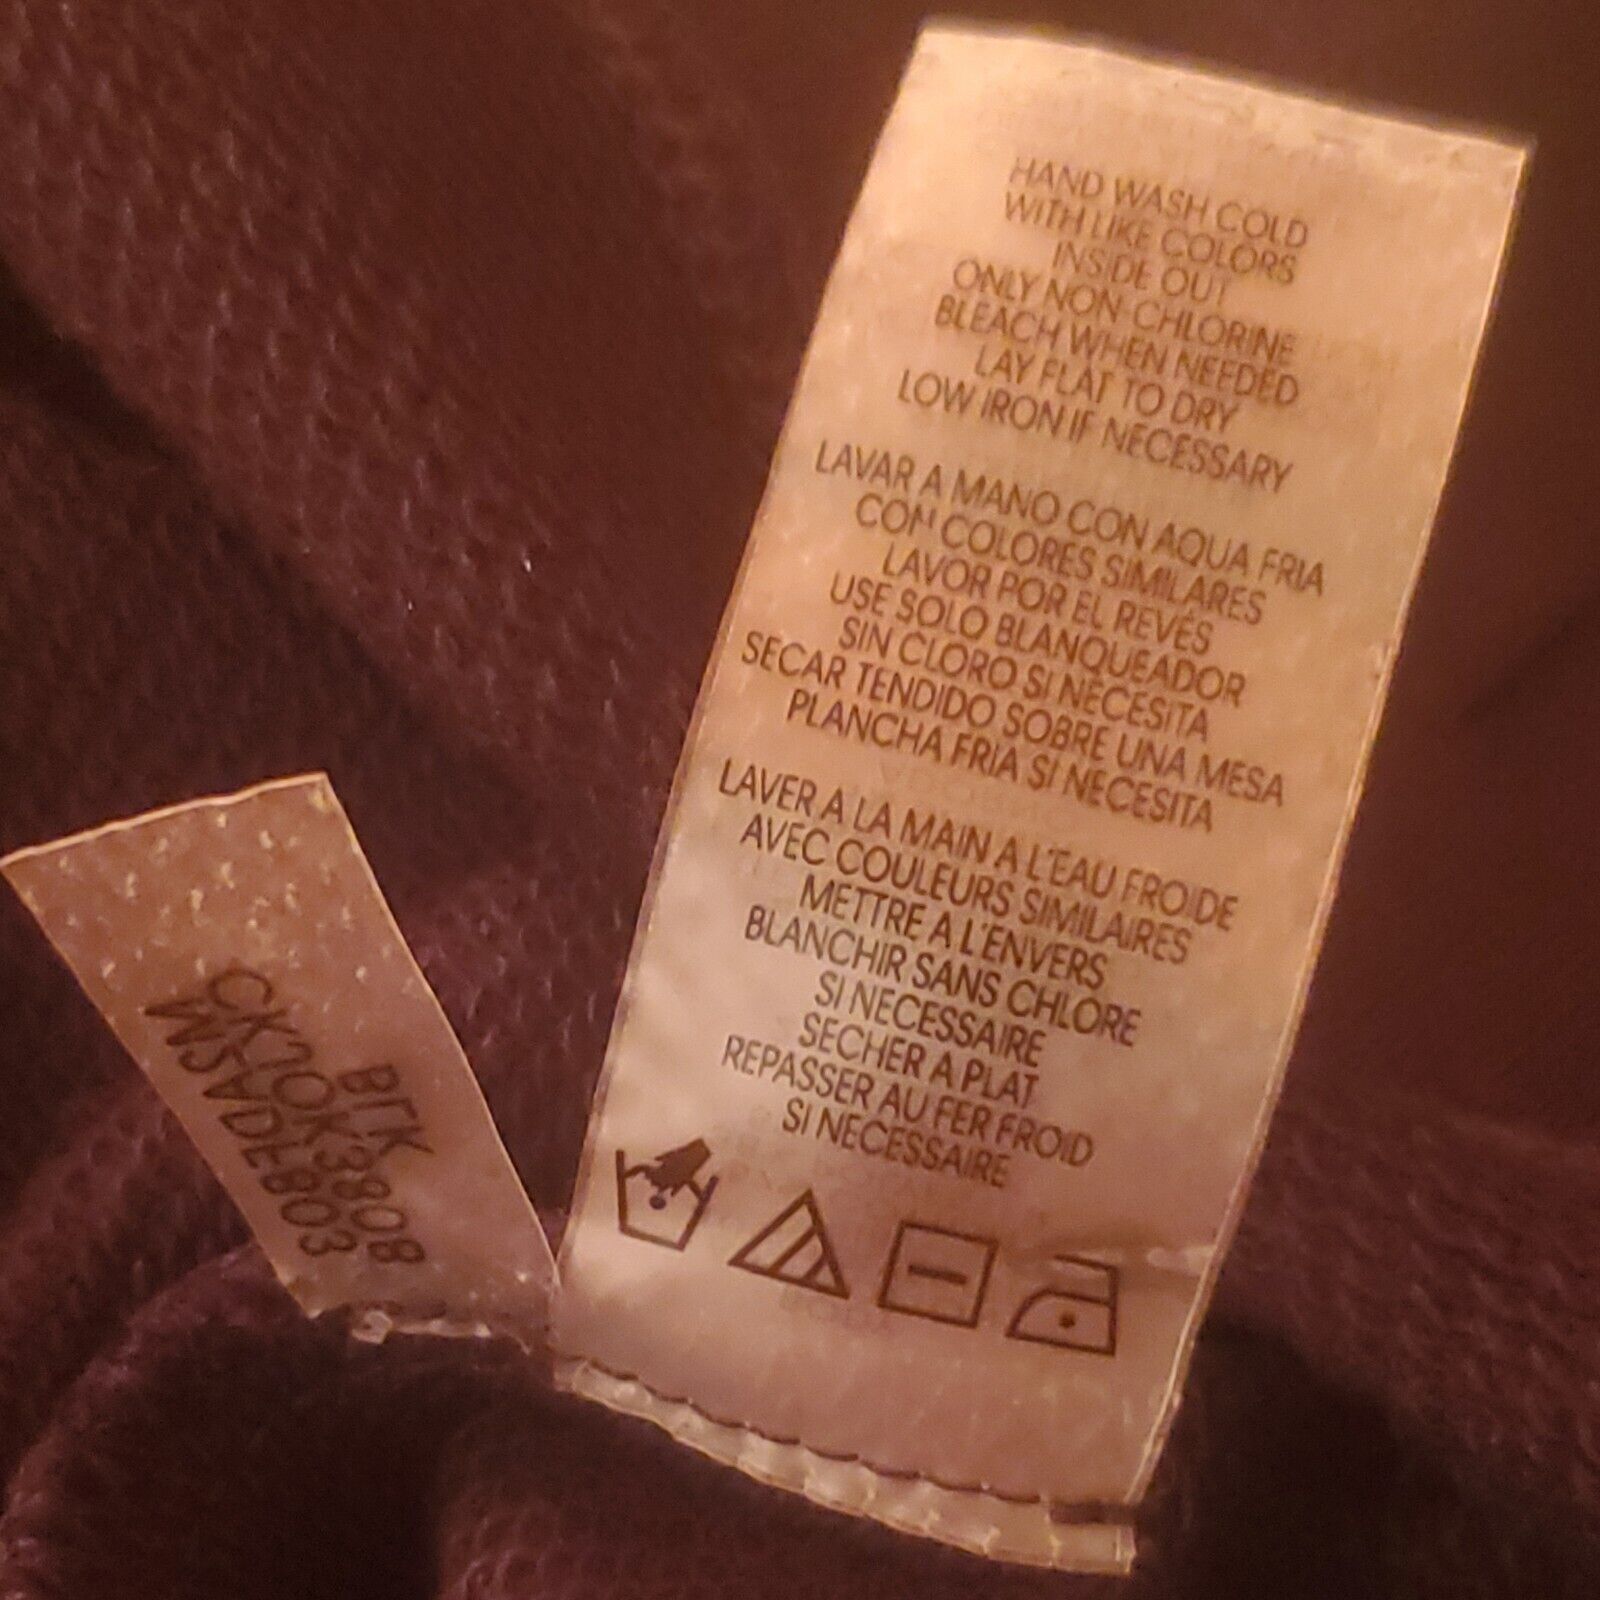 HAND WASH COLD
WITH LIKE COLORS
INSIDE OUT
ONLY NON-CHLORINE
BLEACH WHEN NEEDED
LAY FLAT TO DRY
LOW IRON IF NECESSARY
LAVAR A MANO CON AQUA FRIA
CON COLORES SIMILARES
LAVOR POR EL REVÉS
USE SOLO BLANQUEADOR
SIN CLORO SI NECESITA
SECAR TENDIDO SOBRE UNA MESA
PLANCHA FRIA SI NECESITA
LAVER A LA MAIN A L'EAU FROIDE
AVEC COULEURS SIMILAIRES
METTRE A L'ENVERS
BLANCHIR SANS CHLORE
SI NECESSAIRE
SECHER A PLAT
REPASSER AU FER FROID
SI NECESSAIRE
BLK
CK10K3808
WSADE803